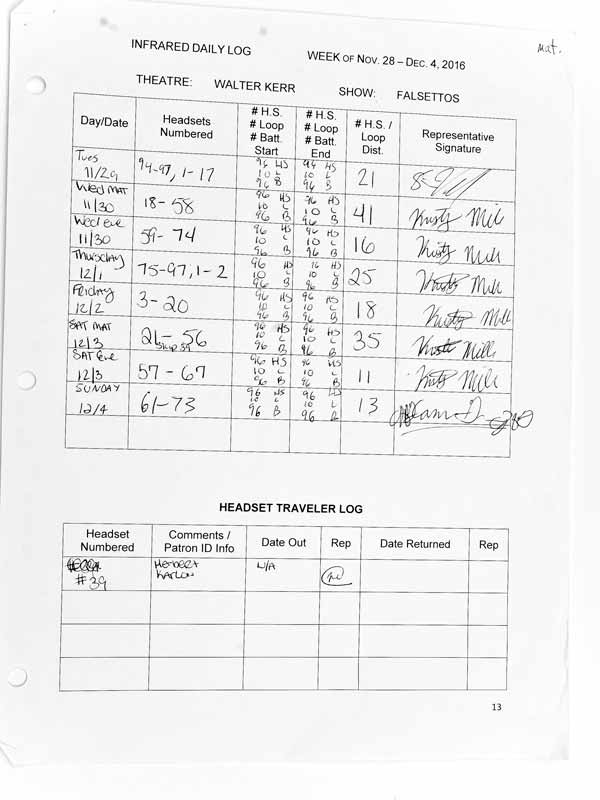 mat.
INFRARED DAILY LOG WEEK OF NOV. 28 – DEC. 4, 2016
THEATRE: WALTER KERR SHOW: FALSETTOS
Day/Date
Headsets
Numbered
# H.S.
# Loop
# Batt.
Start
# H.S.
# Loop
# Batt.
End
# H.S. /
Loop
Dist.
Representative
Signature
Tues
11/29
94-97, 1-17
96 HS
10 L
96 B
94 HS
10 L
96 B
21
Wed MAT
11/30
18-58
96 HS
10 L
96 B
96 HS
10 L
96 B
41
Kristy Mill
Wed eve
11/30
59-74
96 HS
10 L
96 B
96 HS
10 L
96 B
16
Kristy Mill
Thursday
12/1
75-97, 1-2
96 HS
10 L
96 B
96 HS
10 L
96 B
25
Kristy Mill
Friday
12/2
3-20
96 HS
10 L
96 B
96 HS
10 L
96 B
18
Kristy Mill
SAT MAT
12/3
21-56
Skip 39
96 HS
10 L
96 B
96 HS
10 L
96 B
35
Kristy Mill
SAT Eve
12/3
57-67
96 HS
10 L
96 B
96 HS
10 L
96 B
11
Kristy Mill
SUNDAY
12/4
61-73
96 HS
10 L
96 B
96 HS
10 L
96 B
13
HEADSET TRAVELER LOG
Headset
Numbered
Comments /
Patron ID Info
Date Out
Rep
Date Returned
Rep
#39
Herbert
Karlow
N/A
13